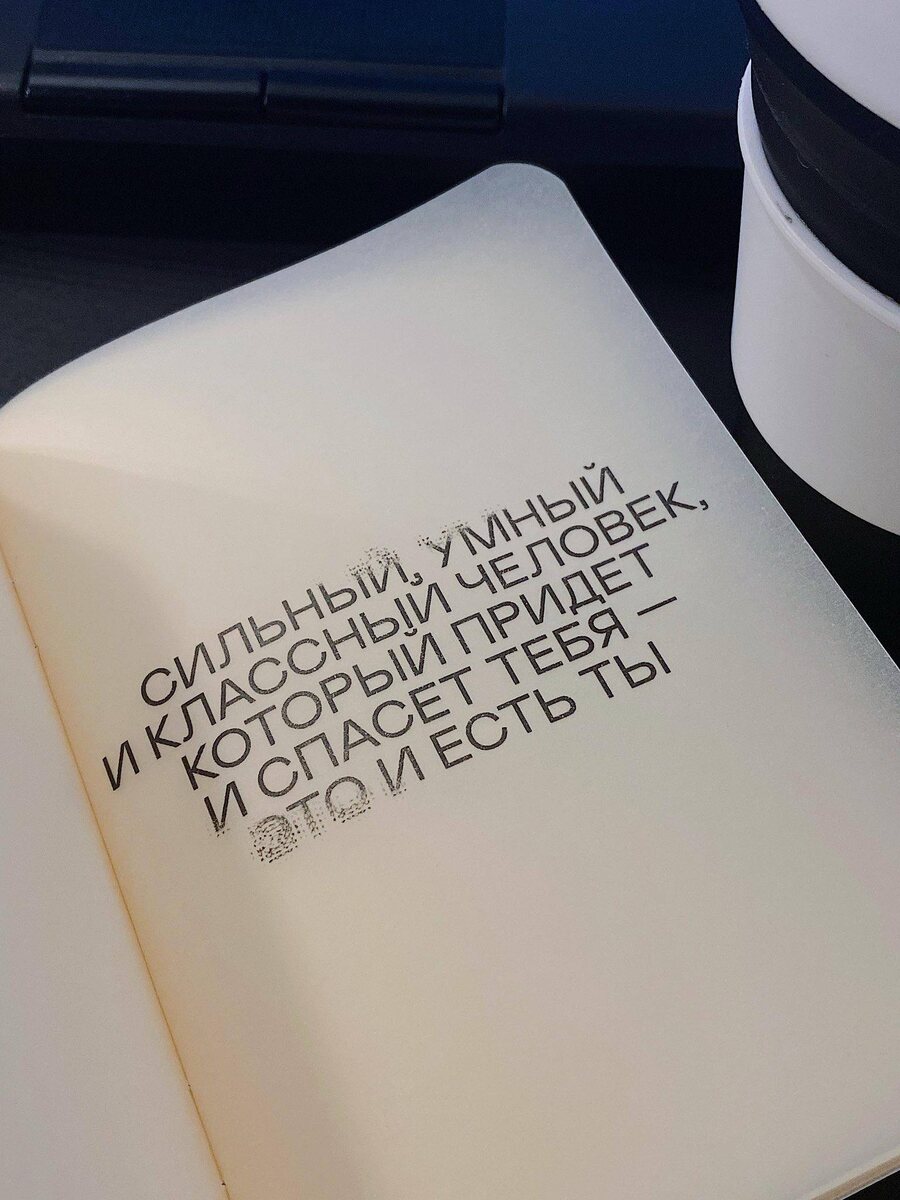 СИЛЬНЫЙ, УМНЫЙ
И КЛАССНЫЙ ЧЕЛОВЕК,
КОТОРЫЙ ПРИДЕТ
И СПАСЕТ ТЕБЯ —
ЭТО И ЕСТЬ ТЫ